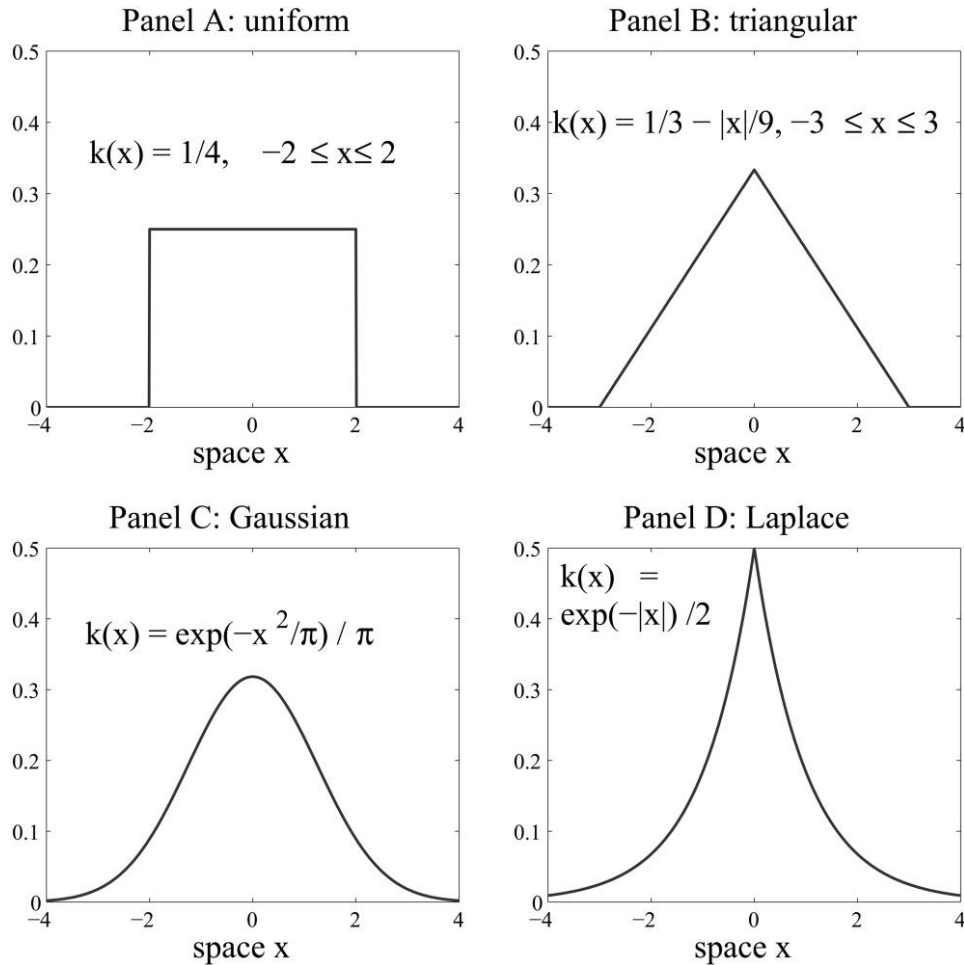 Panel A: uniform
0.5
0.4
0.3
0.2
0.1
0
k(x) = 1/4, −2 ≤ x≤ 2
−4 −2 0 2 4
space x
Panel B: triangular
0.5
0.4
0.3
0.2
0.1
0
k(x) = 1/3 − |x|/9, −3 ≤ x ≤ 3
−4 −2 0 2 4
space x
Panel C: Gaussian
0.5
0.4
0.3
0.2
0.1
0
k(x) = exp(−x ²/π) / π
−4 −2 0 2 4
space x
Panel D: Laplace
0.5
0.4
0.3
0.2
0.1
0
k(x) =
exp(−|x|) /2
−4 −2 0 2 4
space x